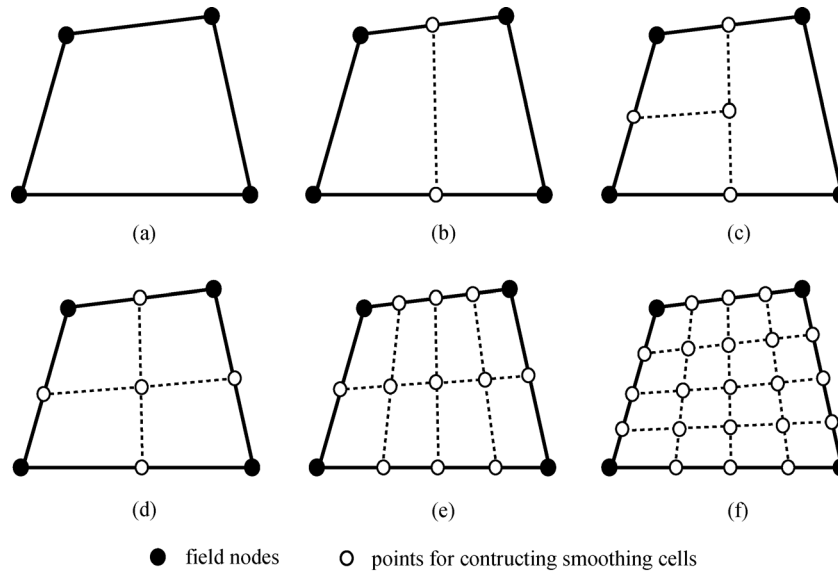 (a)
(b)
(c)
(d)
(e)
(f)
field nodes
points for contructing smoothing cells